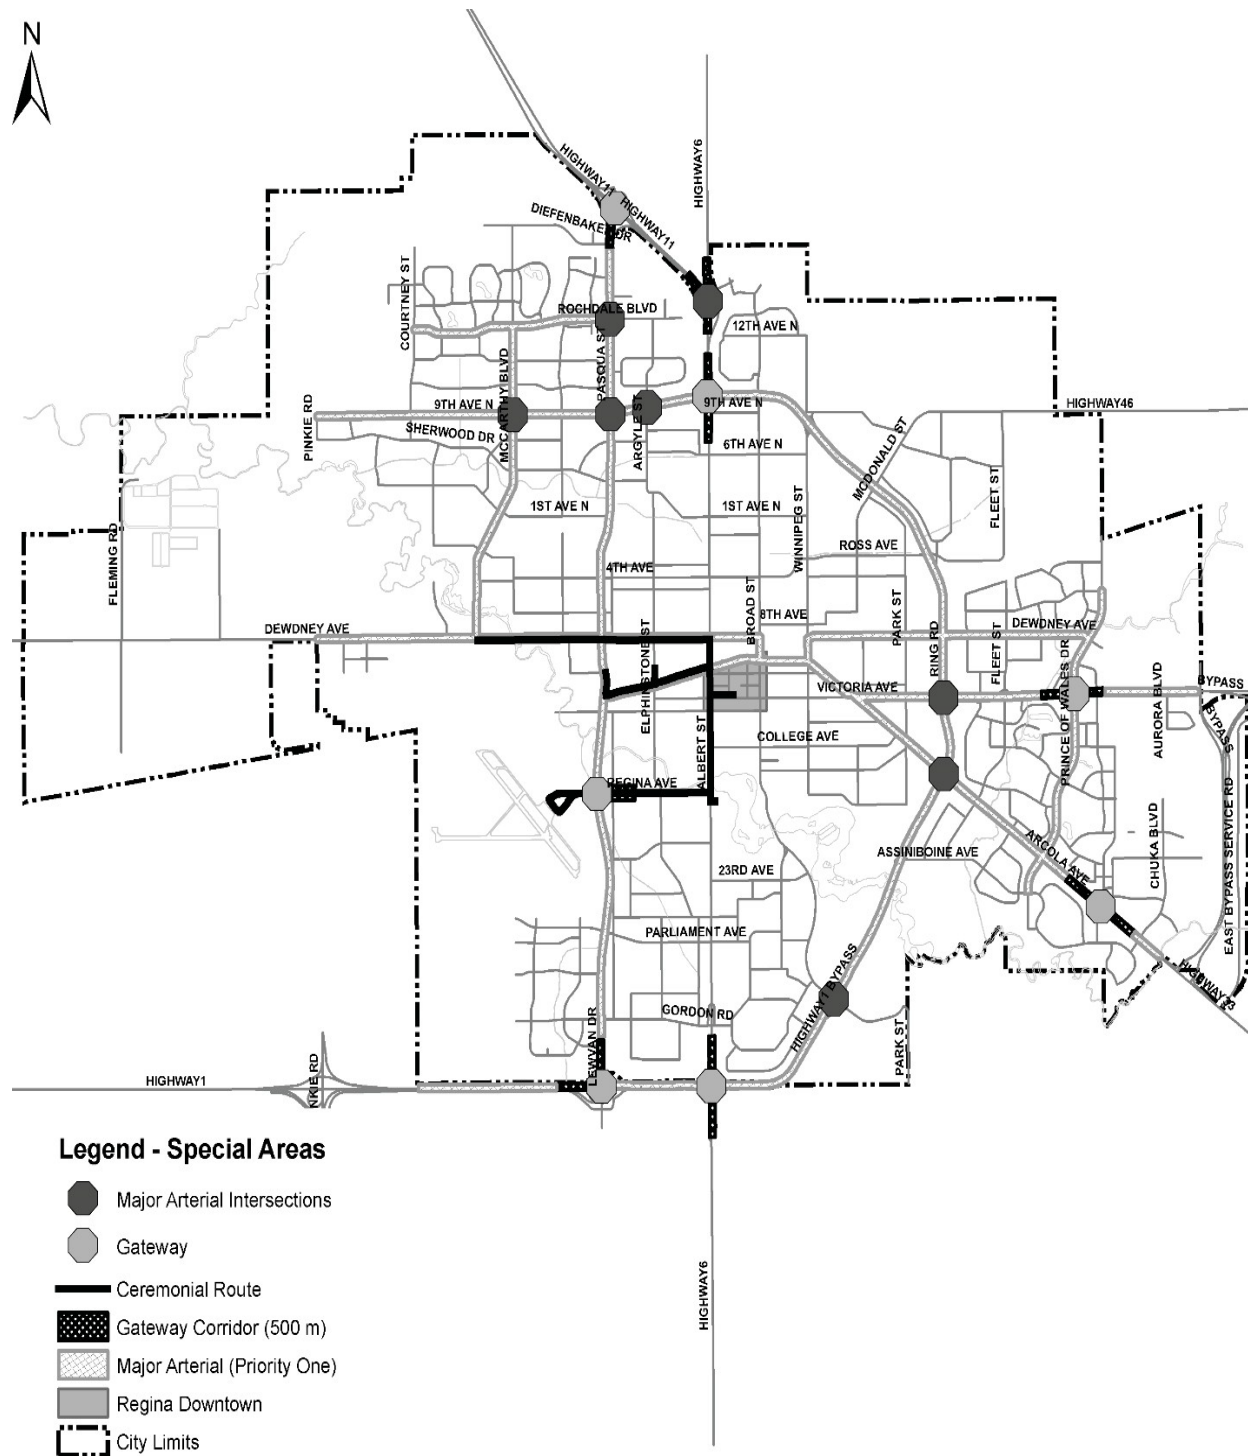 N
HIGHWAY11
HIGHWAY6
HIGHWAY11
DIEFENBAKER DR
COURTNEY ST
ROCHDALE BLVD
12TH AVE N
PASQUA ST
MCCARTHY BLVD
PINKIE RD
9TH AVE N
9TH AVE N
HIGHWAY46
SHERWOOD DR
ARGYLE ST
6TH AVE N
MCDONALD ST
FLEET ST
1ST AVE N
1ST AVE N
WINNIPEG ST
FLEMING RD
ROSS AVE
4TH AVE
BROAD ST
8TH AVE
PARK ST
DEWDNEY AVE
DEWDNEY AVE
ELPHINSTONE ST
RING RD
FLEET ST
PRINCE OF WALES DR
VICTORIA AVE
AURORA BLVD
BYPASS
BYPASS
COLLEGE AVE
ALBERT ST
REGINA AVE
ASSINIBOINE AVE
ARCOLA AVE
CHUKA BLVD
EAST BYPASS SERVICE RD
23RD AVE
PARLIAMENT AVE
HIGHWAY1 BYPASS
HIGHWAY33
GORDON RD
LEWVAN DR
PARK ST
HIGHWAY1
NKIE RD
HIGHWAY6
Legend - Special Areas
Major Arterial Intersections
Gateway
Ceremonial Route
Gateway Corridor (500 m)
Major Arterial (Priority One)
Regina Downtown
City Limits